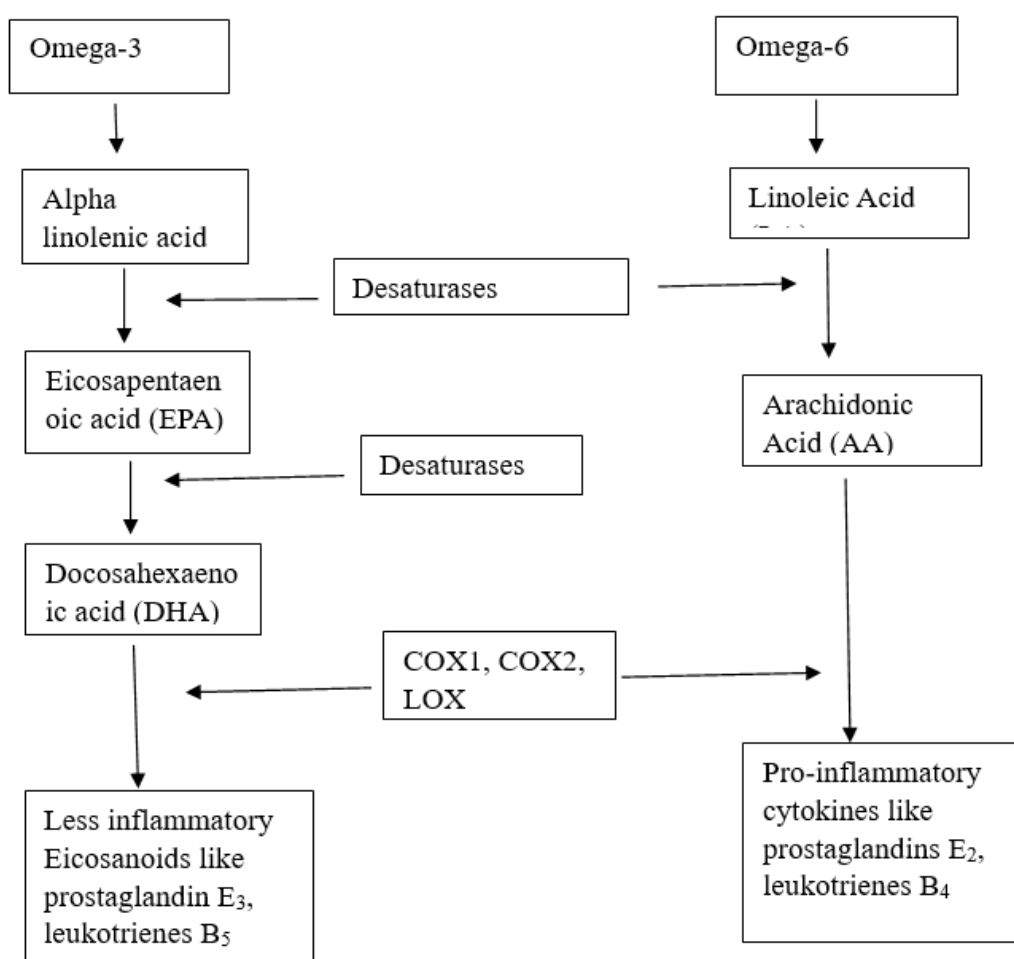 Omega-3
Omega-6
Alpha
linolenic acid
Linoleic Acid
Desaturases
Eicosapentaen
oic acid (EPA)
Arachidonic
Acid (AA)
Desaturases
Docosahexaeno
ic acid (DHA)
COX1, COX2,
LOX
Pro-inflammatory
cytokines like
prostaglandins E₂,
leukotrienes B₄
Less inflammatory
Eicosanoids like
prostaglandin E₃,
leukotrienes B₅